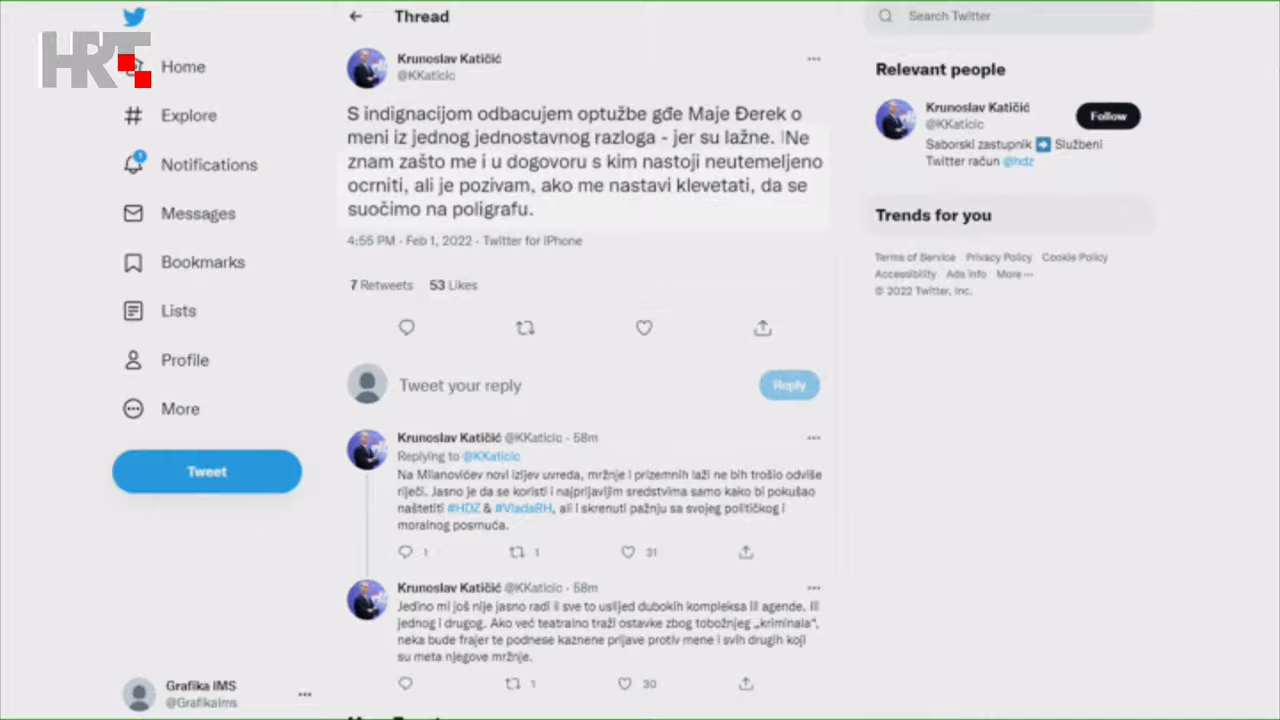 HRT
Home
Explore
Notifications
Messages
Bookmarks
Lists
Profile
More
Tweet
Grafika IMS
@GrafikaIms
Thread
Krunoslav Katičić
@KKaticic
S indignacijom odbacujem optužbe gđe Maje Đerek o
meni iz jednog jednostavnog razloga - jer su lažne. Ne
znam zašto me i u dogovoru s kim nastoji neutemeljeno
ocrniti, ali je pozivam, ako me nastavi klevetati, da se
suočimo na poligrafu.
4:55 PM · Feb 1, 2022 · Twitter for iPhone
7 Retweets 53 Likes
Tweet your reply
Reply
Krunoslav Katičić @KKaticic · 58m
Replying to @KKaticic
Na Milanovićev novi izljev uvreda, mržnje i prizemnih laži ne bih trošio odviše
riječi. Jasno je da se koristi i najprljavijim sredstvima samo kako bi pokušao
naštetiti #HDZ & #VladaRH, ali i skrenuti pažnju sa svojeg političkog i
moralnog posrnuća.
1 1 31
Krunoslav Katičić @KKaticic · 58m
Jedino mi još nije jasno radi li sve to uslijed dubokih kompleksa ili agende. Ili
jednog i drugog. Ako već teatralno traži ostavke zbog tobožnjeg „kriminala“,
neka bude frajer te podnese kaznene prijave protiv mene i svih drugih koji
su meta njegove mržnje.
1 30
Search Twitter
Relevant people
Krunoslav Katičić
@KKaticic
Follow
Saborski zastupnik ➡️ Službeni
Twitter račun @hdz
Trends for you
Terms of Service Privacy Policy Cookie Policy
Accessibility Ads info More ···
© 2022 Twitter, Inc.